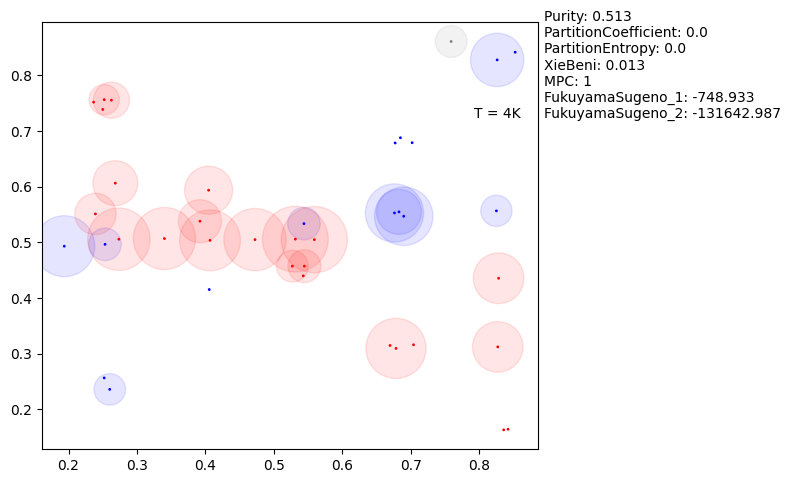 Purity: 0.513
PartitionCoefficient: 0.0
PartitionEntropy: 0.0
XieBeni: 0.013
MPC: 1
FukuyamaSugeno_1: -748.933
FukuyamaSugeno_2: -131642.987
T = 4K
0.8
0.7
0.6
0.5
0.4
0.3
0.2
0.2 0.3 0.4 0.5 0.6 0.7 0.8